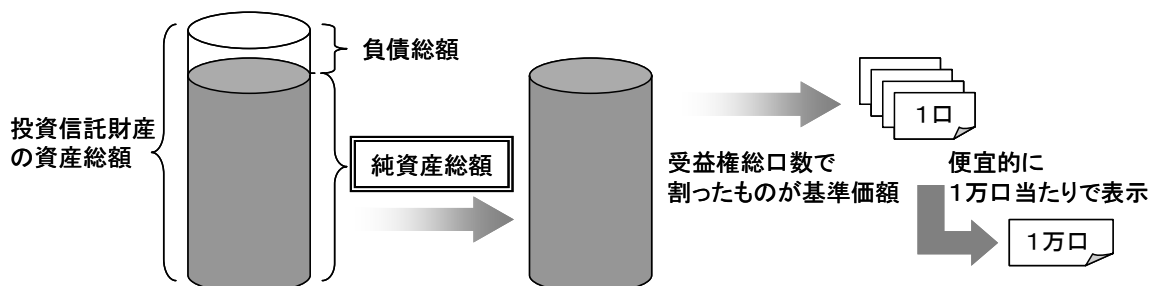 負債総額
投資信託財産
の資産総額
純資産総額
受益権総口数で
割ったものが基準価額
1口
便宜的に
1万口当たりで表示
1万口